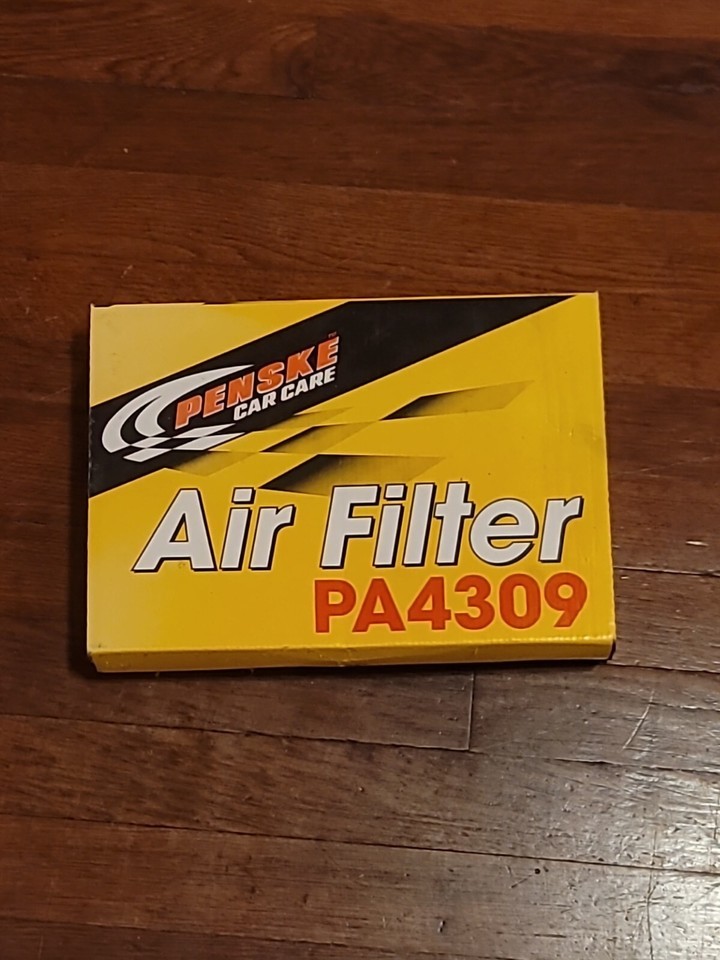 PENSKE
CAR CARE
Air Filter
PA4309